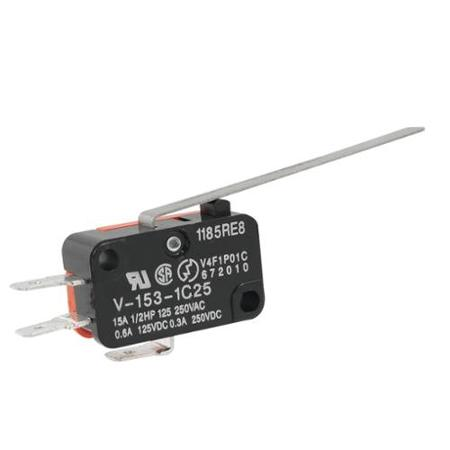 1185RE8
V4F1P01C
672010
V-153-1C25
15A 1/2HP 125 250VAC
0.6A 125VDC 0.3A 250VDC